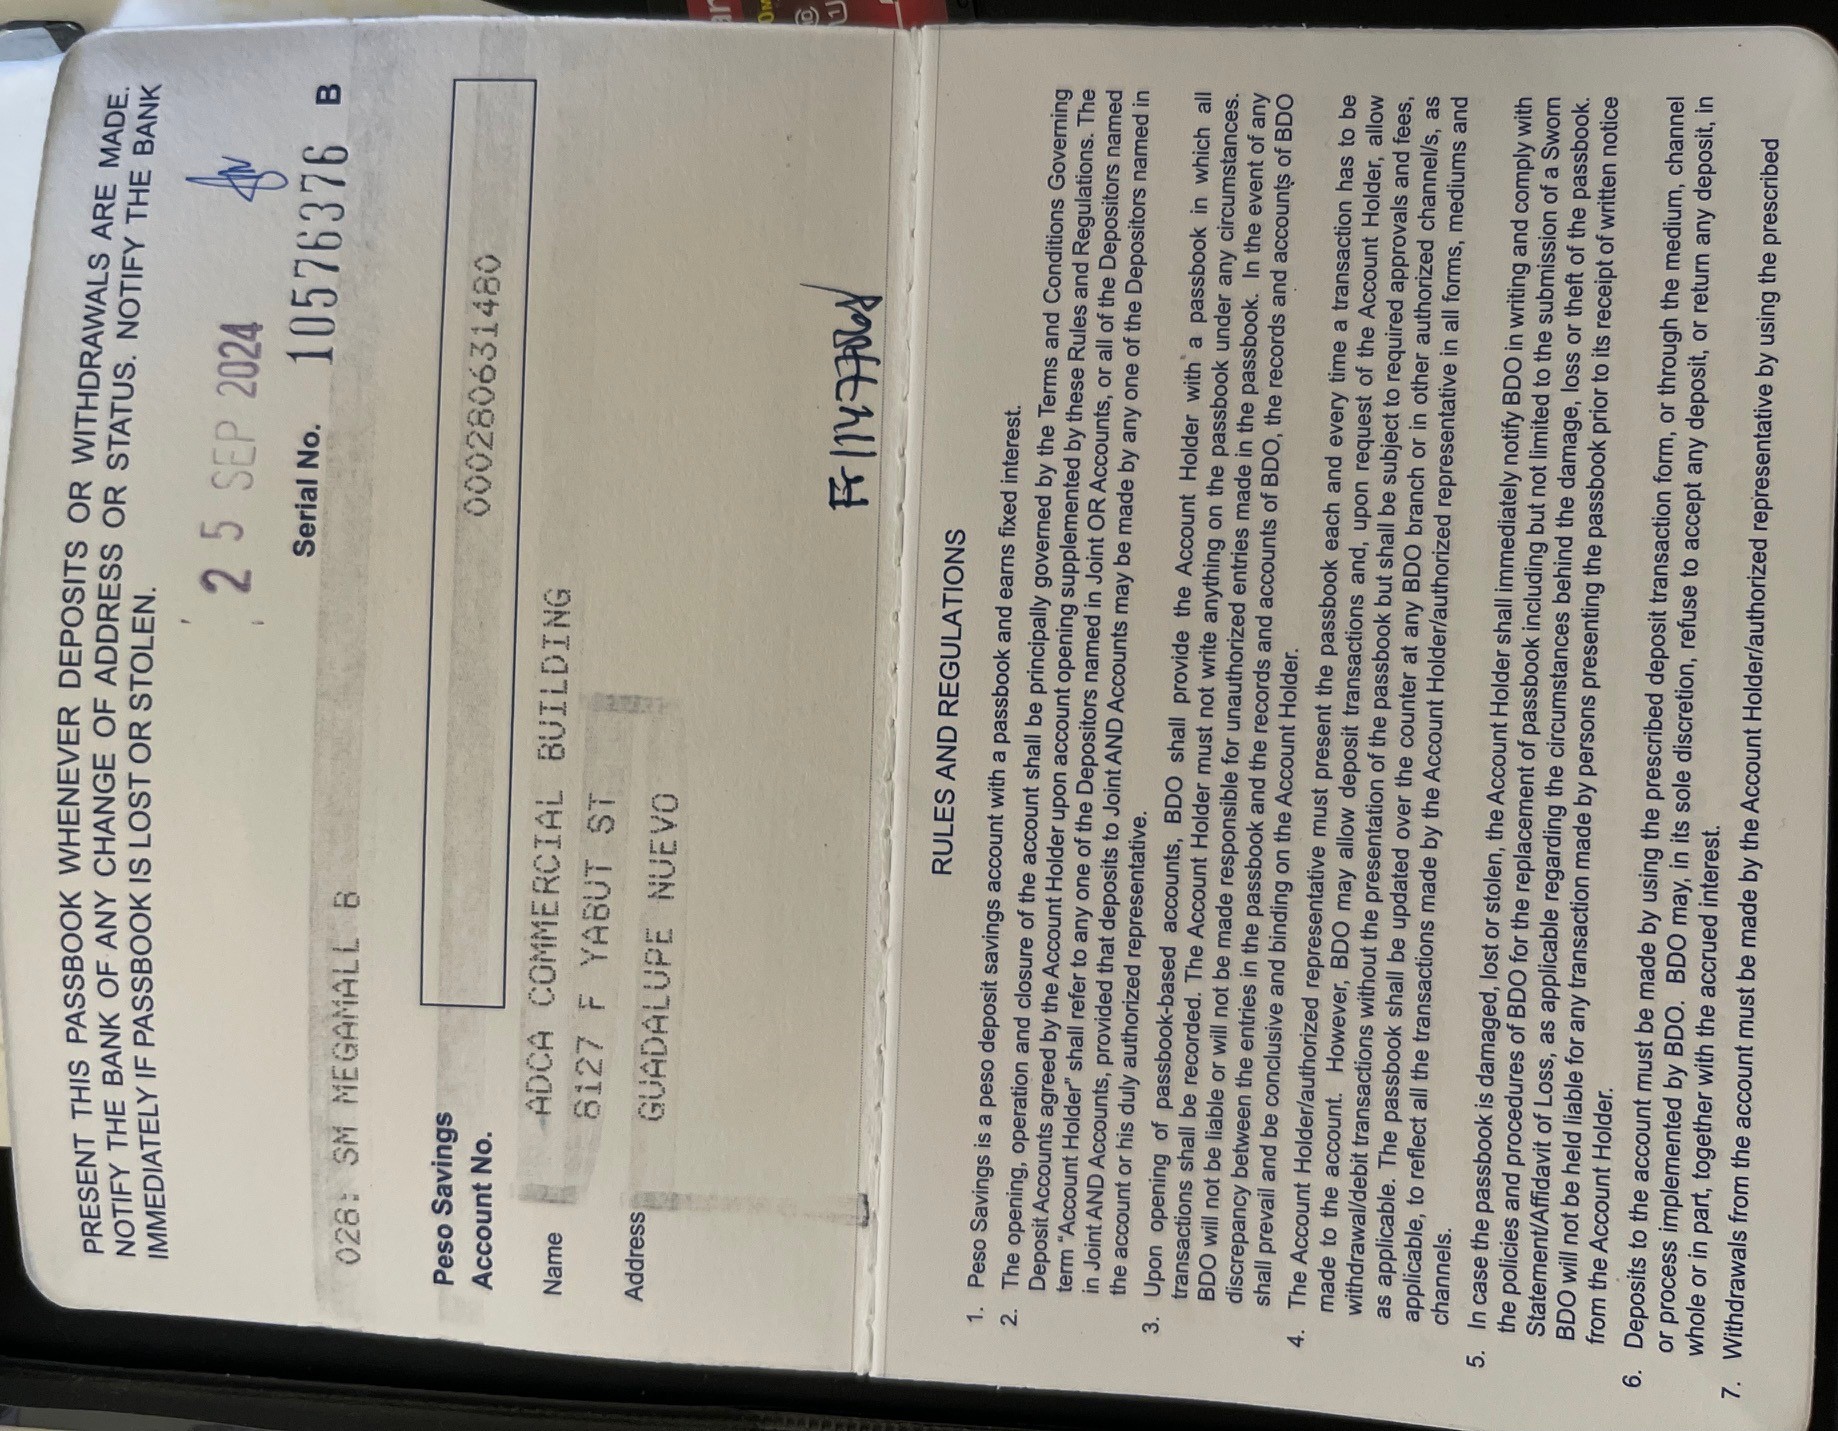 PRESENT THIS PASSBOOK WHENEVER DEPOSITS OR WITHDRAWALS ARE MADE.
NOTIFY THE BANK OF ANY CHANGE OF ADDRESS OR STATUS. NOTIFY THE BANK
IMMEDIATELY IF PASSBOOK IS LOST OR STOLEN.
25 SEP 2024
Serial No. 10576376 B
028: SM MEGAMALL B
Peso Savings
Account No.
000280631480
Name
ADCA COMMERCIAL BUILDING
8127 F YABUT ST
Address
GUADALUPE NUEVO
RULES AND REGULATIONS
1. Peso Savings is a peso deposit savings account with a passbook and earns fixed interest.
2. The opening, operation and closure of the account shall be principally governed by the Terms and Conditions Governing
Deposit Accounts agreed by the Account Holder upon account opening supplemented by these Rules and Regulations. The
term “Account Holder” shall refer to any one of the Depositors named in Joint OR Accounts, or all of the Depositors named
in Joint AND Accounts, provided that deposits to Joint AND Accounts may be made by any one of the Depositors named in
the account or his duly authorized representative.
3. Upon opening of passbook-based accounts, BDO shall provide the Account Holder with a passbook in which all
transactions shall be recorded. The Account Holder must not write anything on the passbook under any circumstances.
BDO will not be liable or will not be made responsible for unauthorized entries made in the passbook. In the event of any
discrepancy between the entries in the passbook and the records and accounts of BDO, the records and accounts of BDO
shall prevail and be conclusive and binding on the Account Holder.
4. The Account Holder/authorized representative must present the passbook each and every time a transaction has to be
made to the account. However, BDO may allow deposit transactions and, upon request of the Account Holder, allow
withdrawal/debit transactions without the presentation of the passbook but shall be subject to required approvals and fees,
as applicable. The passbook shall be updated over the counter at any BDO branch or in other authorized channel/s, as
applicable, to reflect all the transactions made by the Account Holder/authorized representative in all forms, mediums and
channels.
5. In case the passbook is damaged, lost or stolen, the Account Holder shall immediately notify BDO in writing and comply with
the policies and procedures of BDO for the replacement of passbook including but not limited to the submission of a Sworn
Statement/Affidavit of Loss, as applicable regarding the circumstances behind the damage, loss or theft of the passbook.
BDO will not be held liable for any transaction made by persons presenting the passbook prior to its receipt of written notice
from the Account Holder.
6. Deposits to the account must be made by using the prescribed deposit transaction form, or through the medium, channel
or process implemented by BDO. BDO may, in its sole discretion, refuse to accept any deposit, or return any deposit, in
whole or in part, together with the accrued interest.
7. Withdrawals from the account must be made by the Account Holder/authorized representative by using the prescribed